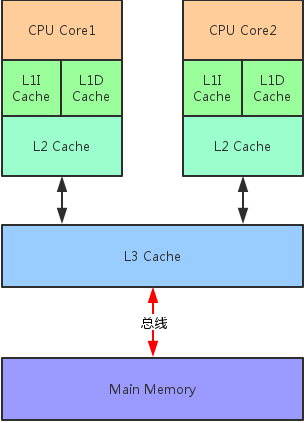 CPU Core1
CPU Core2
L1I Cache
L1D Cache
L1I Cache
L1D Cache
L2 Cache
L2 Cache
L3 Cache
总线
Main Memory